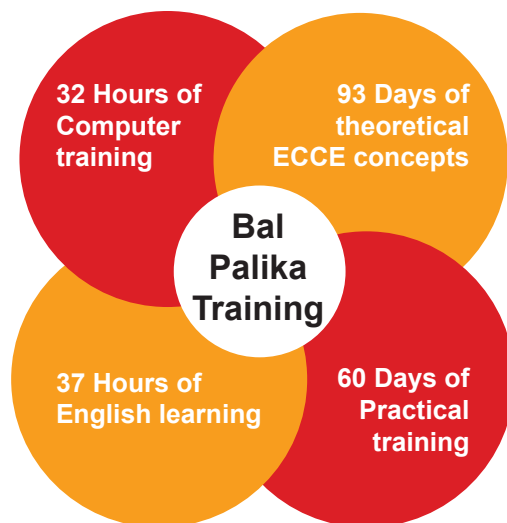 32 Hours of
Computer
training
93 Days of
theoretical
ECCE concepts
Bal
Palika
Training
37 Hours of
English learning
60 Days of
Practical
training